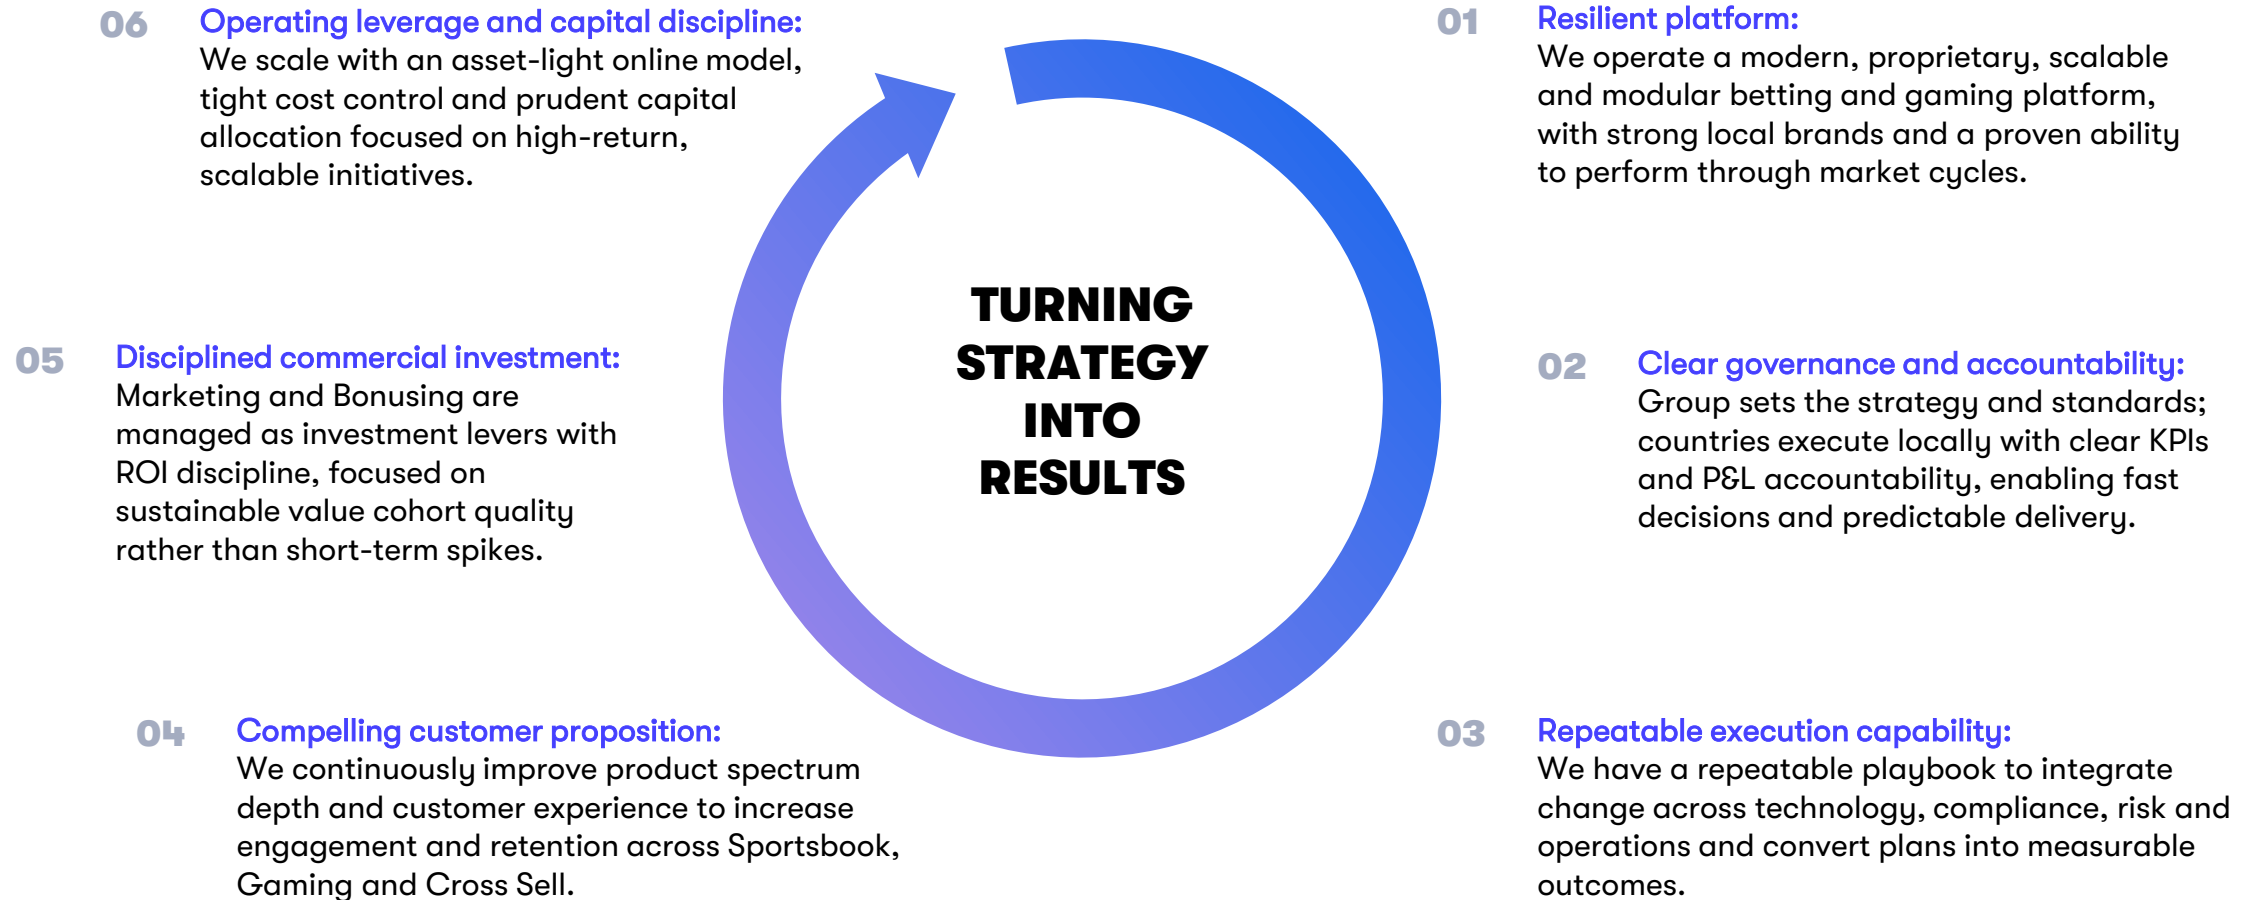 01
Resilient platform:
We operate a modern, proprietary, scalable
and modular betting and gaming platform,
with strong local brands and a proven ability
to perform through market cycles.
02
Clear governance and accountability:
Group sets the strategy and standards;
countries execute locally with clear KPIs
and P&L accountability, enabling fast
decisions and predictable delivery.
03
Repeatable execution capability:
We have a repeatable playbook to integrate
change across technology, compliance, risk and
operations and convert plans into measurable
outcomes.
04
Compelling customer proposition:
We continuously improve product spectrum
depth and customer experience to increase
engagement and retention across Sportsbook,
Gaming and Cross Sell.
05
Disciplined commercial investment:
Marketing and Bonusing are
managed as investment levers with
ROI discipline, focused on
sustainable value cohort quality
rather than short-term spikes.
06
Operating leverage and capital discipline:
We scale with an asset-light online model,
tight cost control and prudent capital
allocation focused on high-return,
scalable initiatives.
TURNING
STRATEGY
INTO
RESULTS